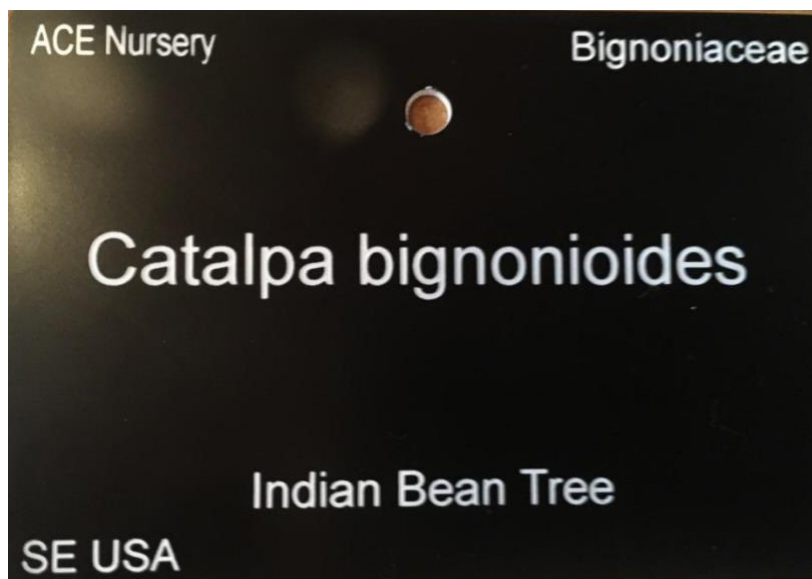 ACE Nursery
Bignoniaceae
Catalpa bignonioides
Indian Bean Tree
SE USA